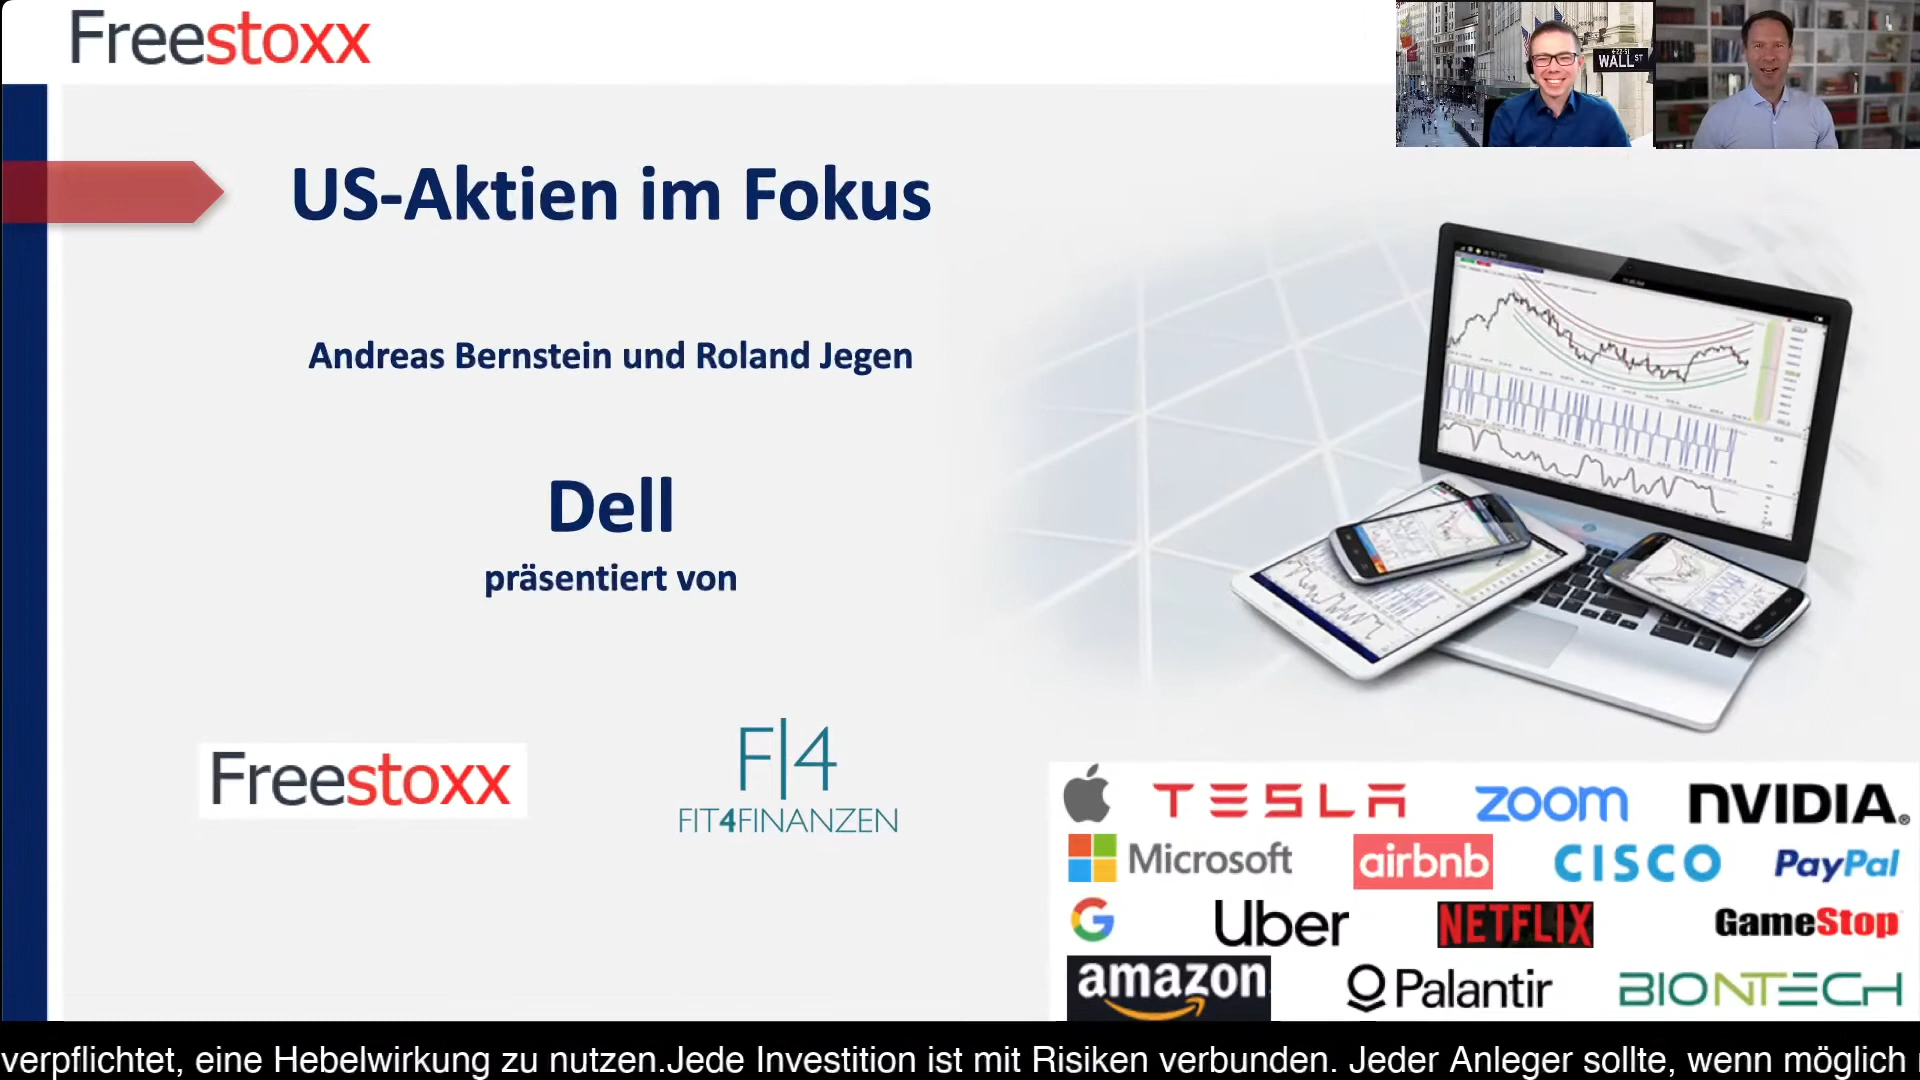 Freestoxx
WALL ST
US-Aktien im Fokus
Andreas Bernstein und Roland Jegen
Dell
präsentiert von
Freestoxx
F|4
FIT4FINANZEN
TESLA zoom NVIDIA®
Microsoft airbnb CISCO PayPal
G Uber NETFLIX GameStop
amazon Palantir BIONTECH
verpflichtet, eine Hebelwirkung zu nutzen.Jede Investition ist mit Risiken verbunden. Jeder Anleger sollte, wenn möglich